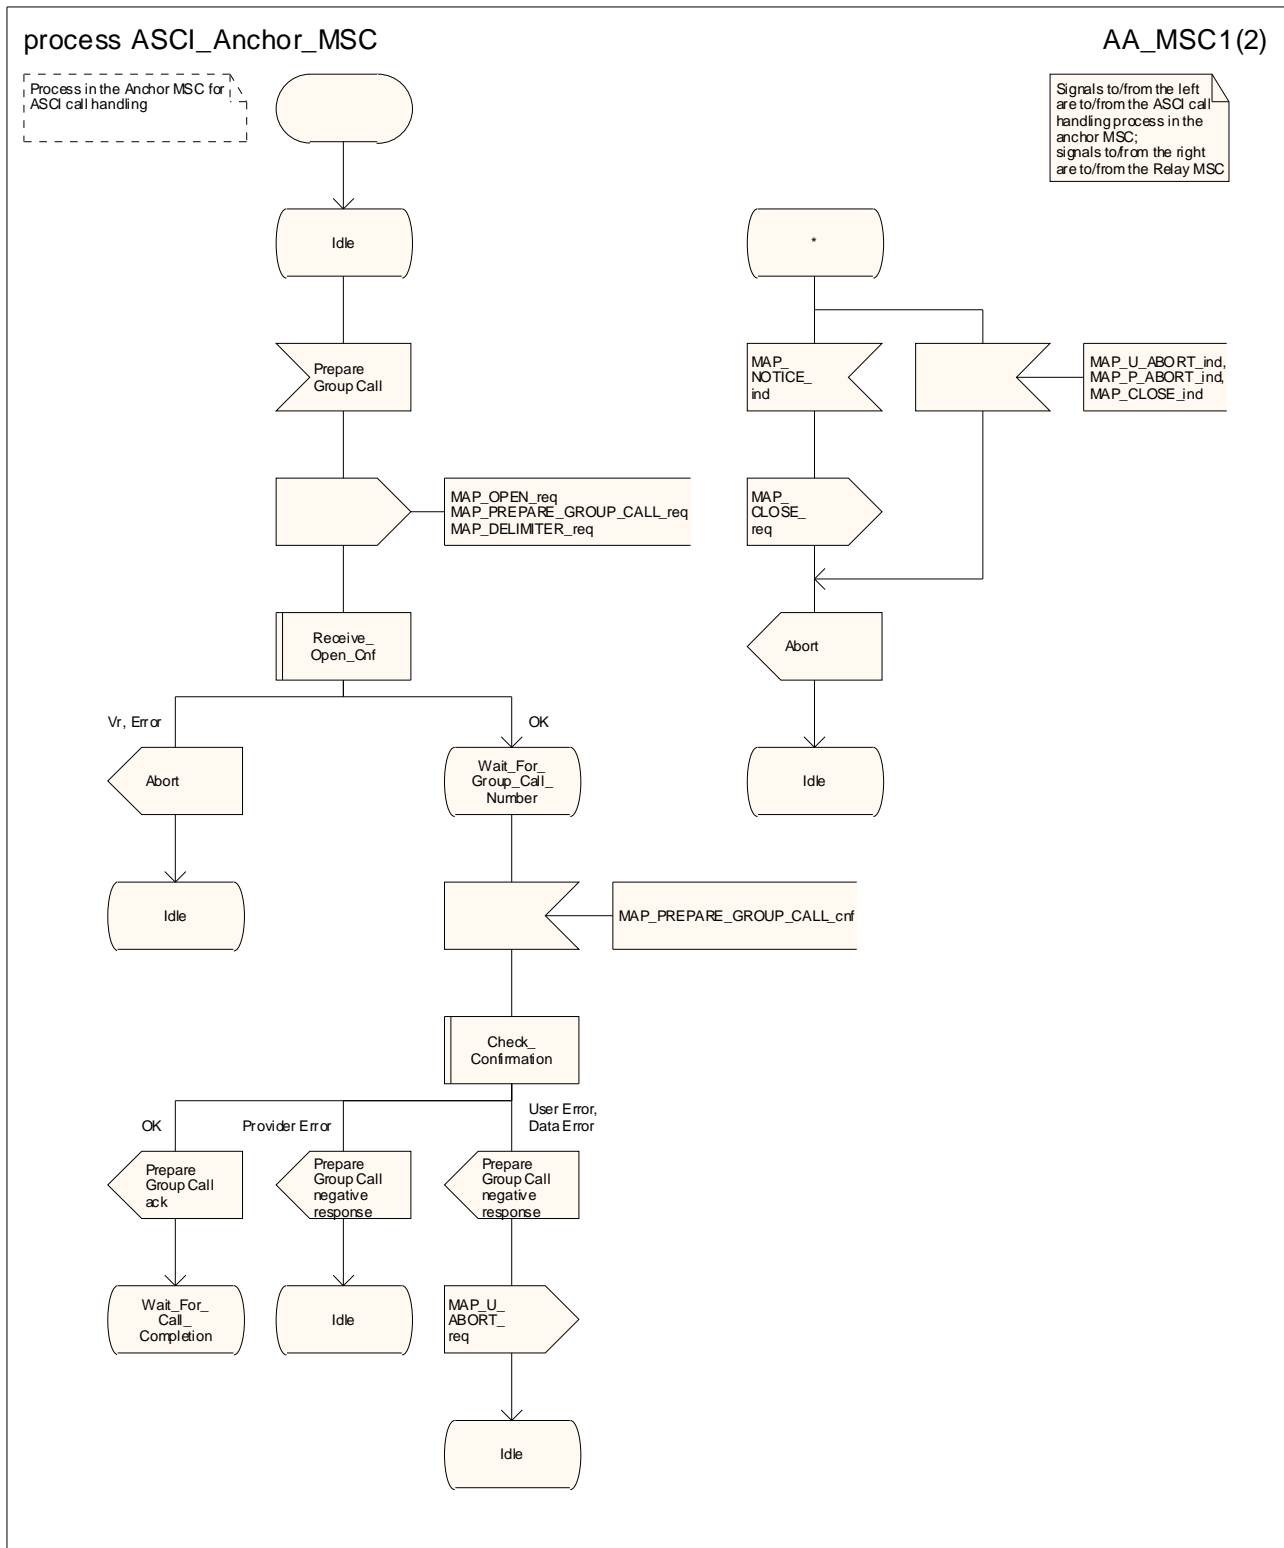 process ASCI_Anchor_MSC
AA_MSC1(2)
Process in the Anchor MSC for
ASCI call handling
Signals to/from the left
are to/from the ASCI call
handling process in the
anchor MSC;
signals to/from the right
are to/from the Relay MSC
Idle
*
Prepare
Group Call
MAP_
NOTICE_
ind
MAP_U_ABORT_ind,
MAP_P_ABORT_ind,
MAP_CLOSE_ind
MAP_OPEN_req
MAP_PREPARE_GROUP_CALL_req
MAP_DELIMITER_req
MAP_
CLOSE_
req
Receive_
Open_Cnf
Abort
Vr, Error
OK
Abort
Wait_For_
Group_Call_
Number
Idle
Idle
MAP_PREPARE_GROUP_CALL_cnf
Check_
Confirmation
OK
Provider Error
User Error,
Data Error
Prepare
Group Call
ack
Prepare
Group Call
negative
response
Prepare
Group Call
negative
response
Wait_For_
Call_
Completion
Idle
MAP_U_
ABORT_
req
Idle